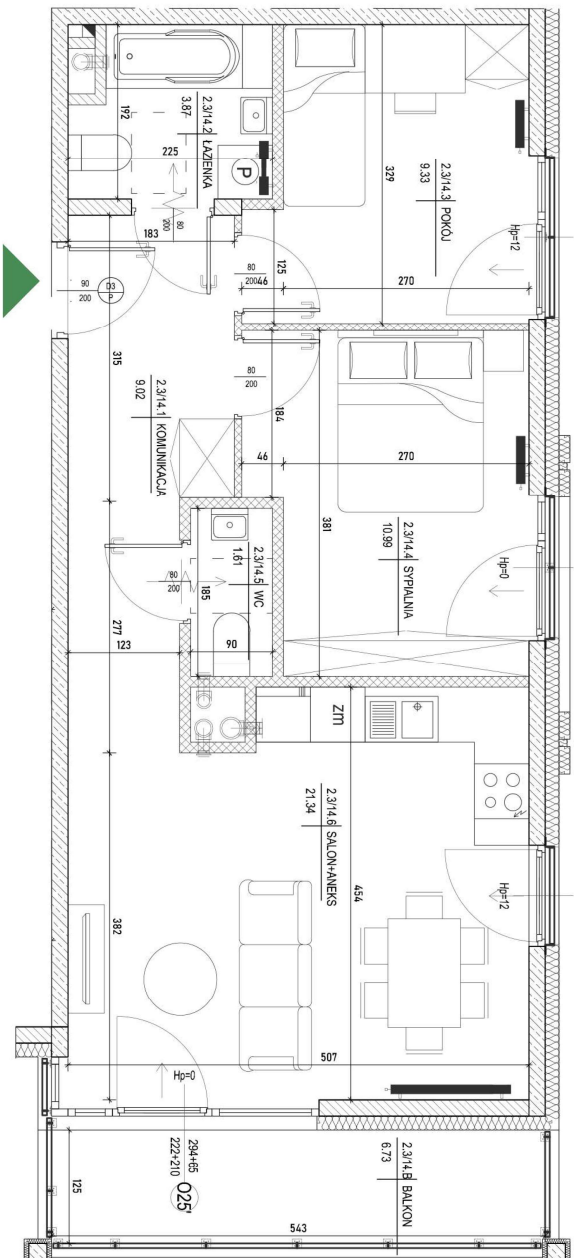 2.3/14.2 ŁAZIENKA
3.87
192
225
P
183
80
200
2.3/14.3 POKÓJ
9.33
329
Hp=12
270
125
46
80
200
90
200
D3
P
315
2.3/14.1 KOMUNIKACJA
9.02
80
200
184
46
270
381
2.3/14.4 SYPIALNIA
10.99
Hp=0
2.3/14.5 WC
1.61
80
200
185
90
277
123
zm
2.3/14.6 SALON+ANEKS
21.34
454
Hp=12
382
507
Hp=0
294+65
222+210
O25'
2.3/14.B BALKON
6.73
125
543